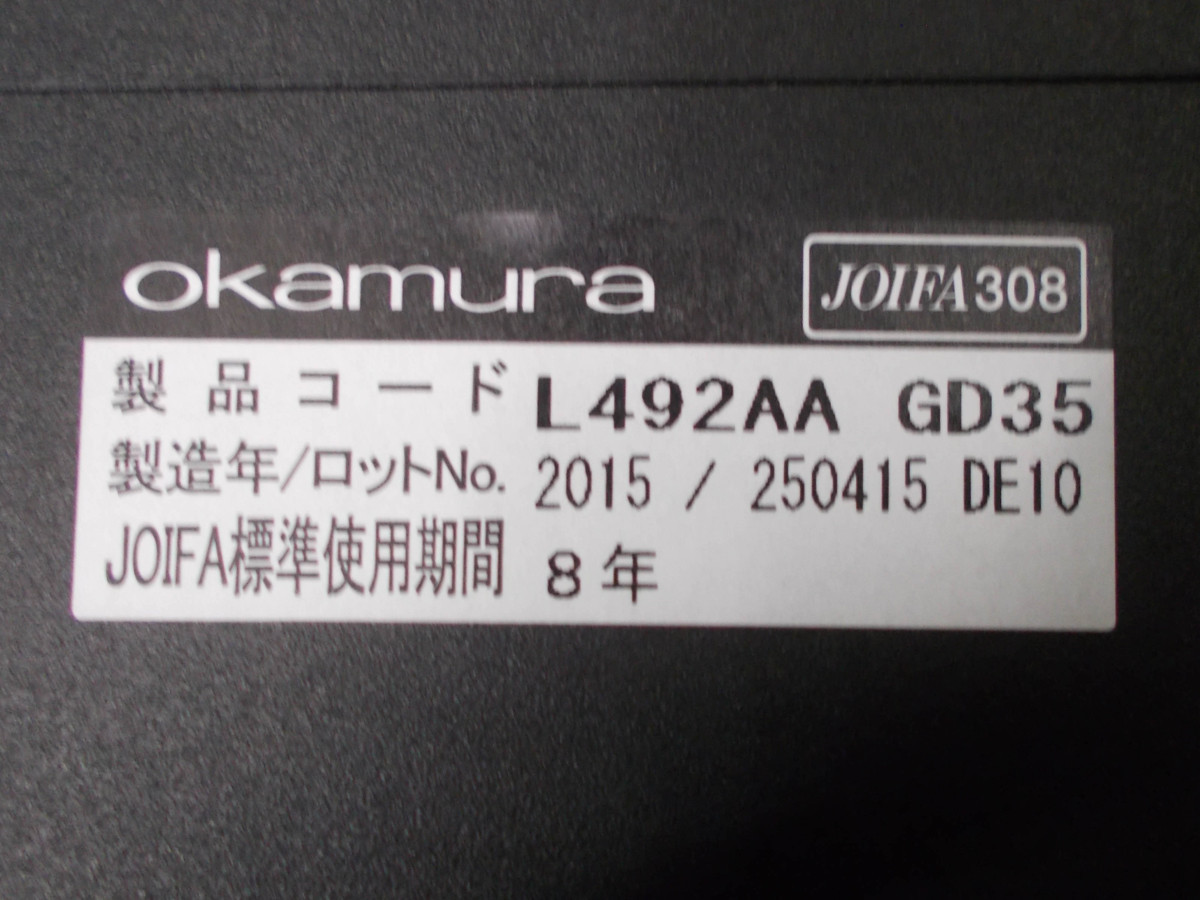 okamura
JOIFA308
製品コード L492AA GD35
製造年/ロットNo. 2015 / 250415 DE10
JOIFA標準使用期間 8年